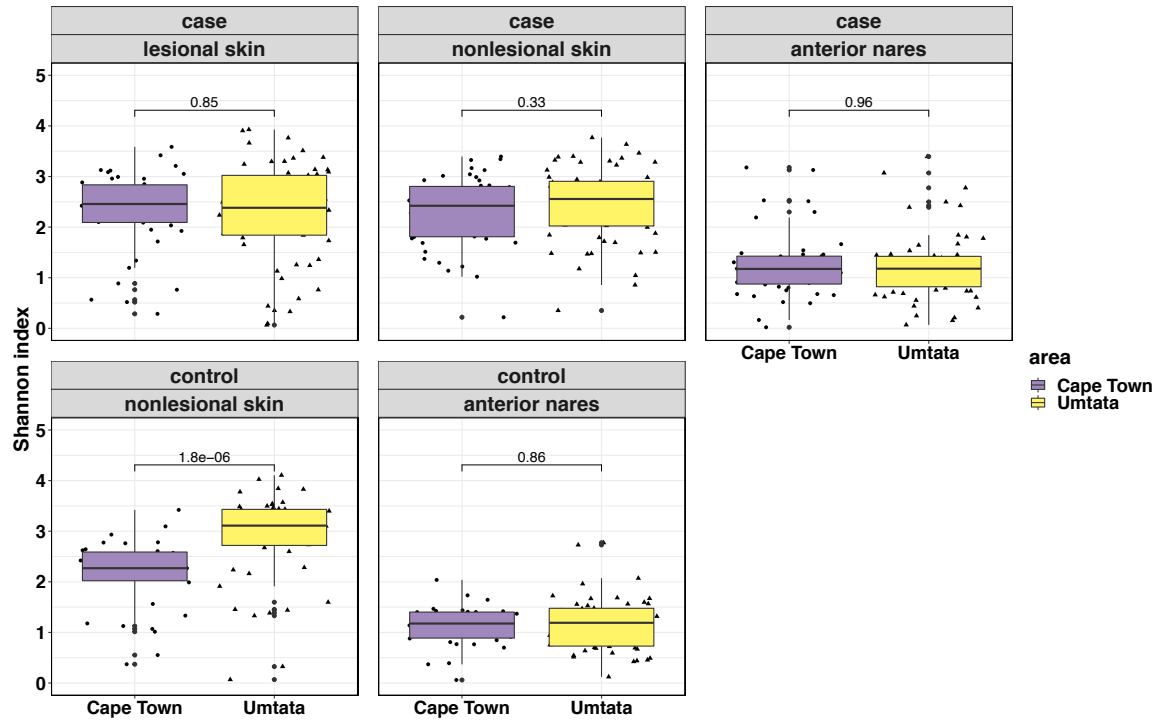 case
lesional skin
case
nonlesional skin
case
anterior nares
5
4
3
2
1
0
0.85
0.33
0.96
Cape Town
Umtata
Shannon index
control
nonlesional skin
control
anterior nares
5
4
3
2
1
0
1.8e−06
0.86
Cape Town
Umtata
Cape Town
Umtata
area
Cape Town
Umtata